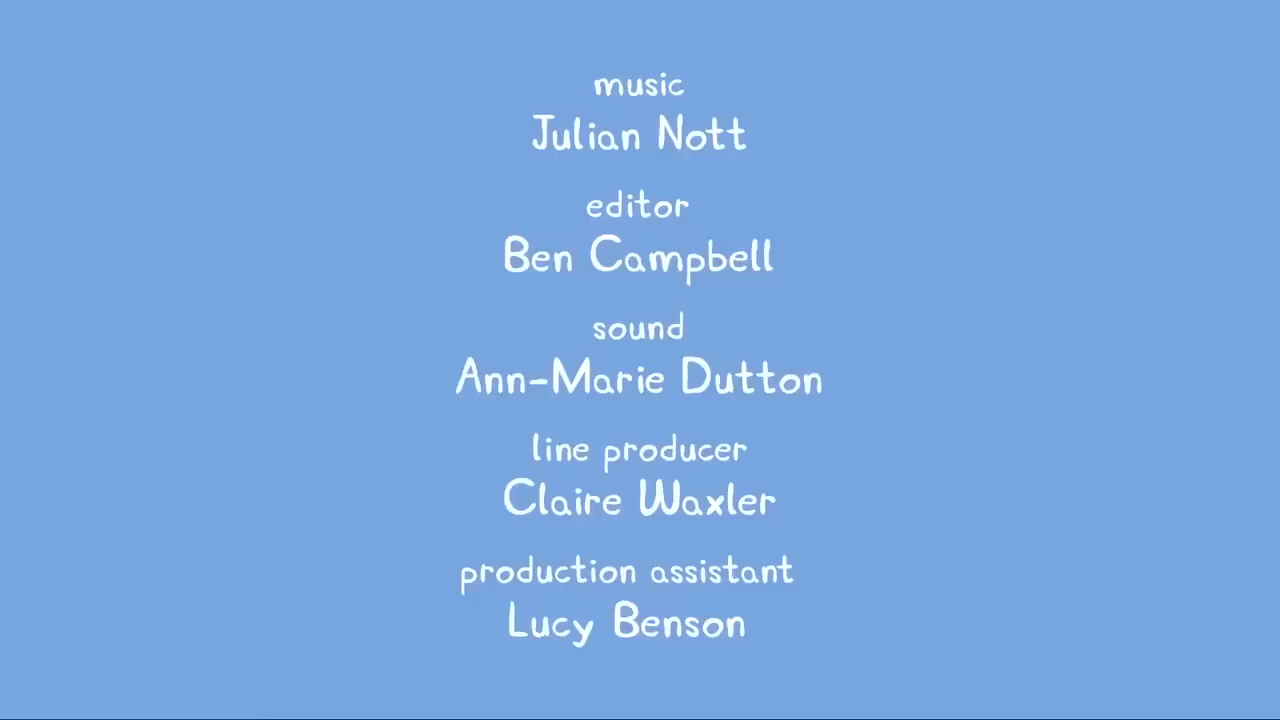 music
Julian Nott
editor
Ben Campbell
sound
Ann-Marie Dutton
line producer
Claire Waxler
production assistant
Lucy Benson